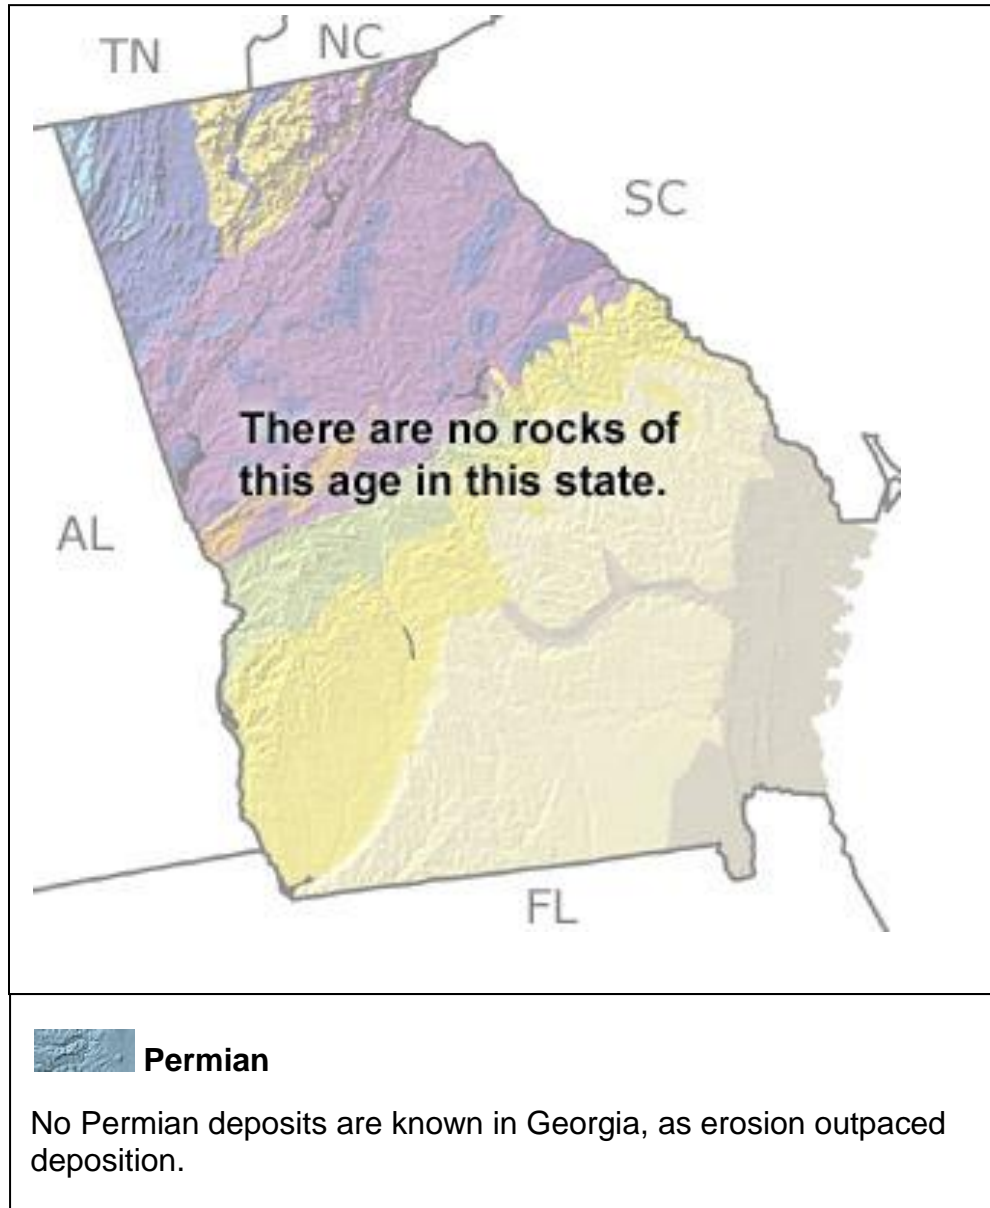 TN
NC
SC
There are no rocks of
this age in this state.
AL
FL
Permian
No Permian deposits are known in Georgia, as erosion outpaced
deposition.